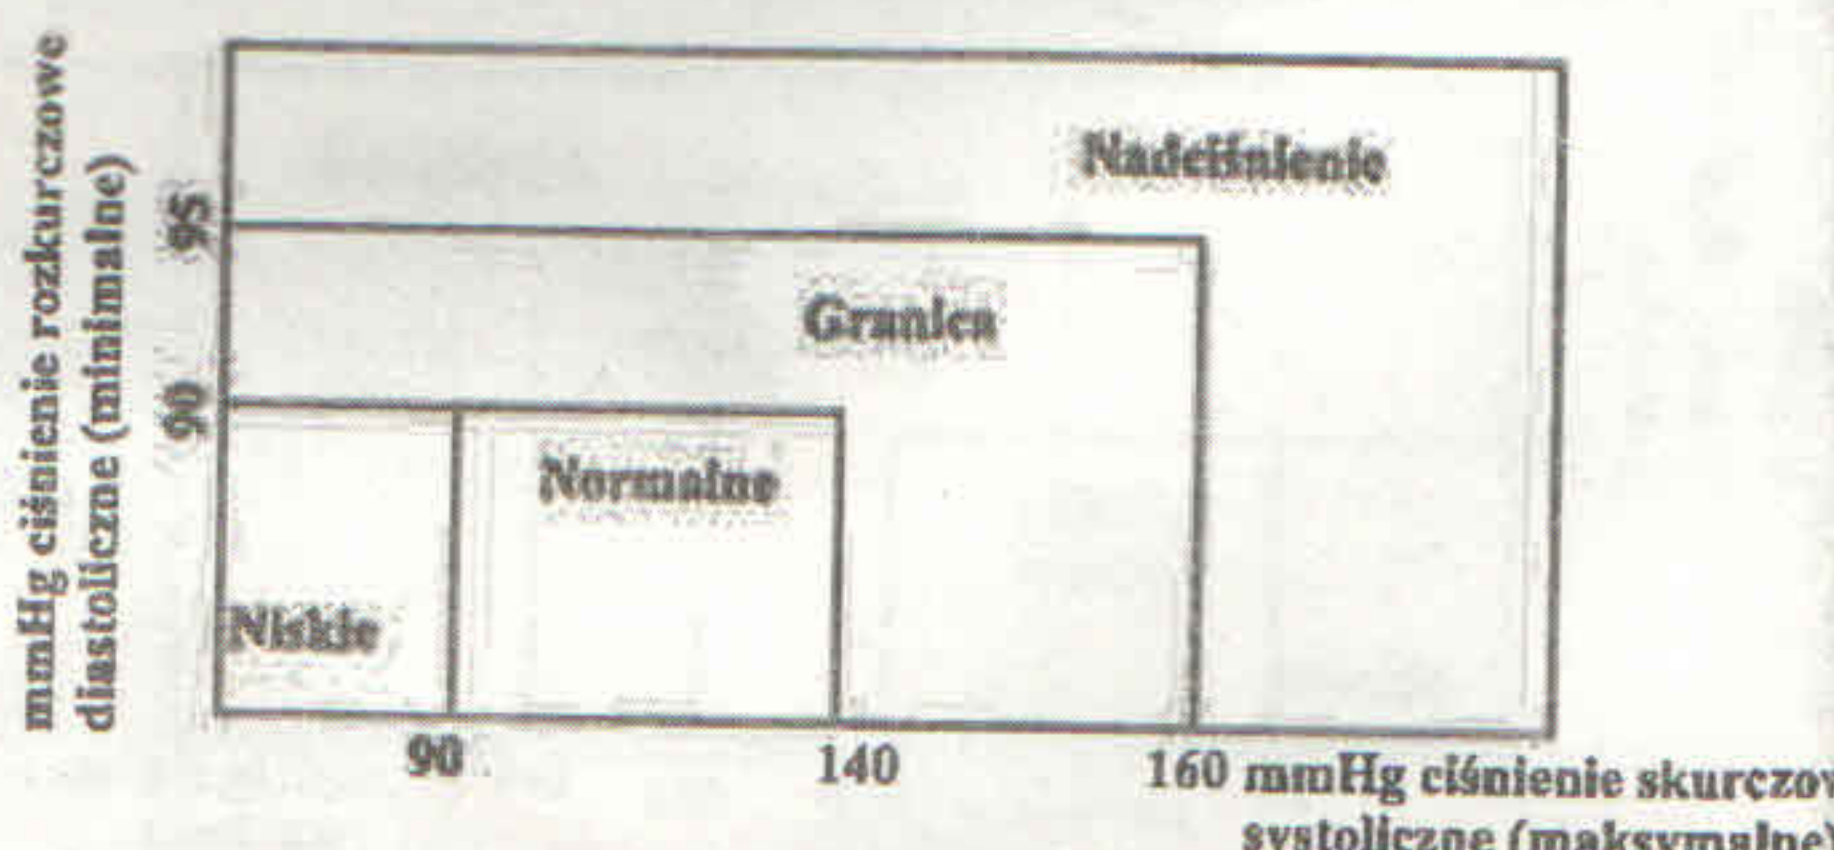 mmHg ciśnienie rozkurczowe
diastoliczne (minimalne)
95
90
Nadciśnienie
Granica
Normalne
Niskie
90
140
160 mmHg ciśnienie skurczow
systoliczne (maksymalne)